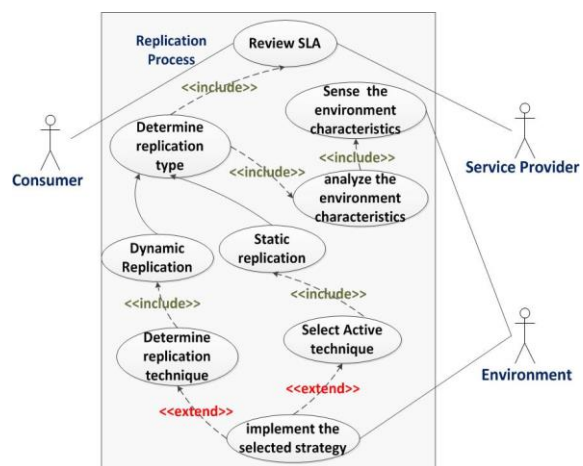 Replication
Process
Review SLA
<<include>>
Sense  the
environment
characteristics
Determine
replication
type
<<include>>
<<include>>
analyze the
environment
characteristics
Consumer
Service Provider
Dynamic
Replication
Static
replication
<<include>>
<<include>>
Determine
replication
technique
Select Active
technique
Environment
<<extend>>
<<extend>>
implement the
selected strategy